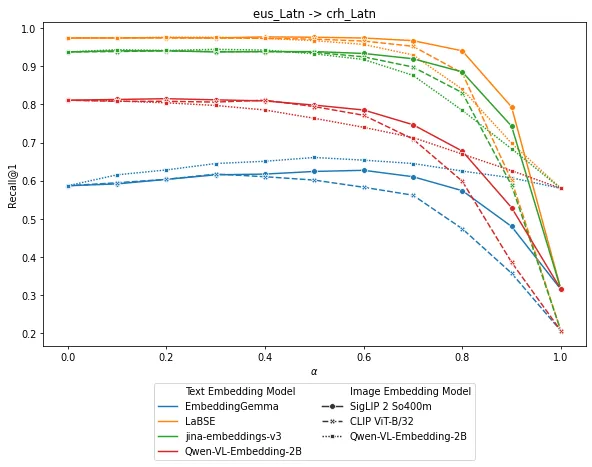 eus_Latn -> crh_Latn
Recall@1
1.0
0.9
0.8
0.7
0.6
0.5
0.4
0.3
0.2
0.0 0.2 0.4 0.6 0.8 1.0
α
Text Embedding Model Image Embedding Model
EmbeddingGemma SigLIP 2 So400m
LaBSE CLIP ViT-B/32
jina-embeddings-v3 Qwen-VL-Embedding-2B
Qwen-VL-Embedding-2B